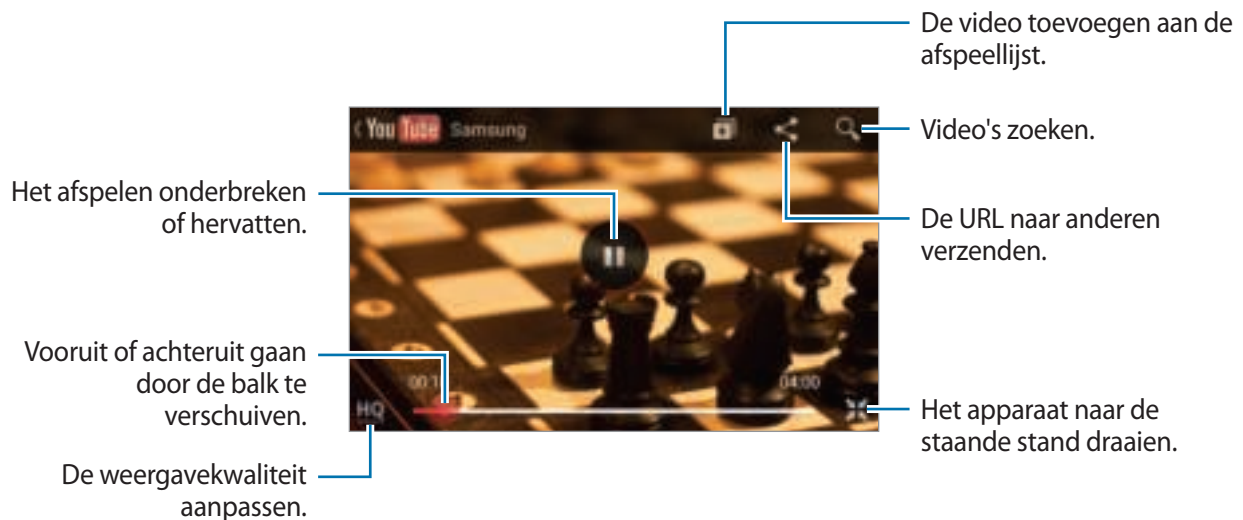 De video toevoegen aan de
afspeellijst.
You Tube Samsung
Video's zoeken.
Het afspelen onderbreken
of hervatten.
De URL naar anderen
verzenden.
Vooruit of achteruit gaan
door de balk te
verschuiven.
04:00
HQ
Het apparaat naar de
staande stand draaien.
De weergavekwaliteit
aanpassen.